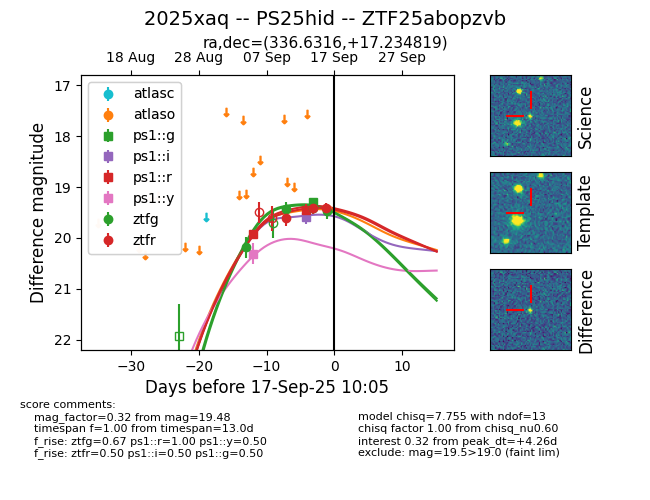 2025xaq -- PS25hid -- ZTF25abopzvb
ra,dec=(336.6316,+17.234819)
18 Aug 28 Aug 07 Sep 17 Sep 27 Sep
17
18
19
20
21
22
Difference magnitude
atlasc
atlaso
ps1::g
ps1::i
ps1::r
ps1::y
ztfg
ztfr
−30 −20 −10 0 10
Days before 17-Sep-25 10:05
Science
Template
Difference
score comments:
mag_factor=0.32 from mag=19.48
timespan f=1.00 from timespan=13.0d
f_rise: ztfg=0.67 ps1::r=1.00 ps1::y=0.50
f_rise: ztfr=0.50 ps1::i=0.50 ps1::g=0.50
model chisq=7.755 with ndof=13
chisq factor 1.00 from chisq_nu0.60
interest 0.32 from peak_dt=+4.26d
exclude: mag=19.5>19.0 (faint lim)